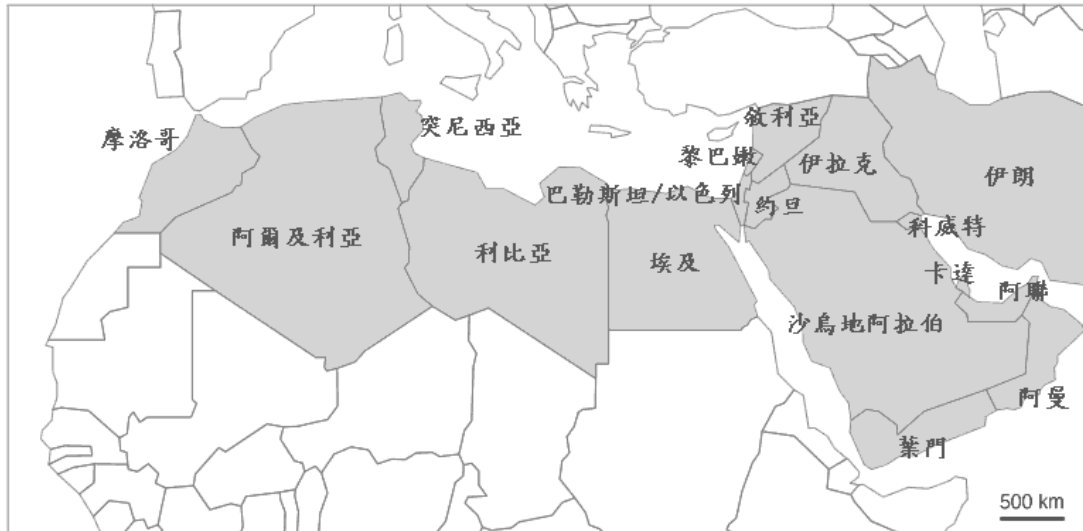 摩洛哥
突尼西亞
敘利亞
黎巴嫩
伊拉克
伊朗
巴勒斯坦/以色列
約旦
阿爾及利亞
利比亞
埃及
科威特
卡達
阿聯
沙烏地阿拉伯
阿曼
葉門
500 km